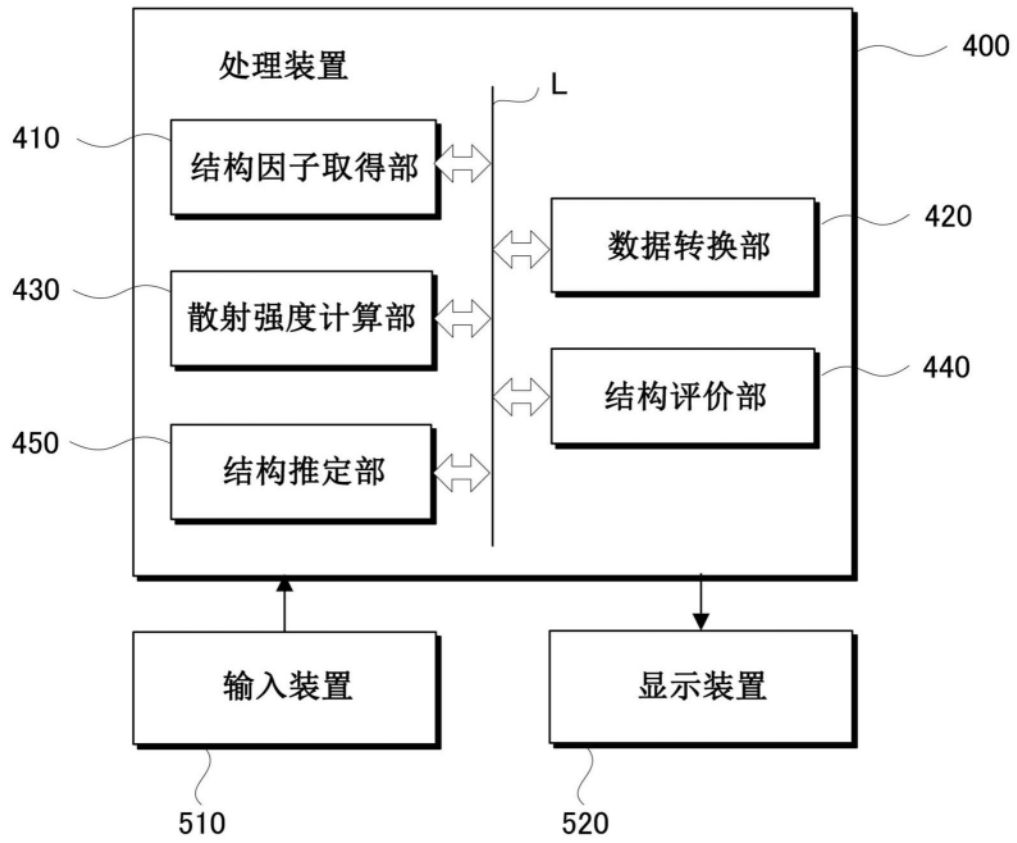 处理装置
400
L
410
结构因子取得部
数据转换部
420
430
散射强度计算部
结构评价部
440
450
结构推定部
输入装置
显示装置
510
520